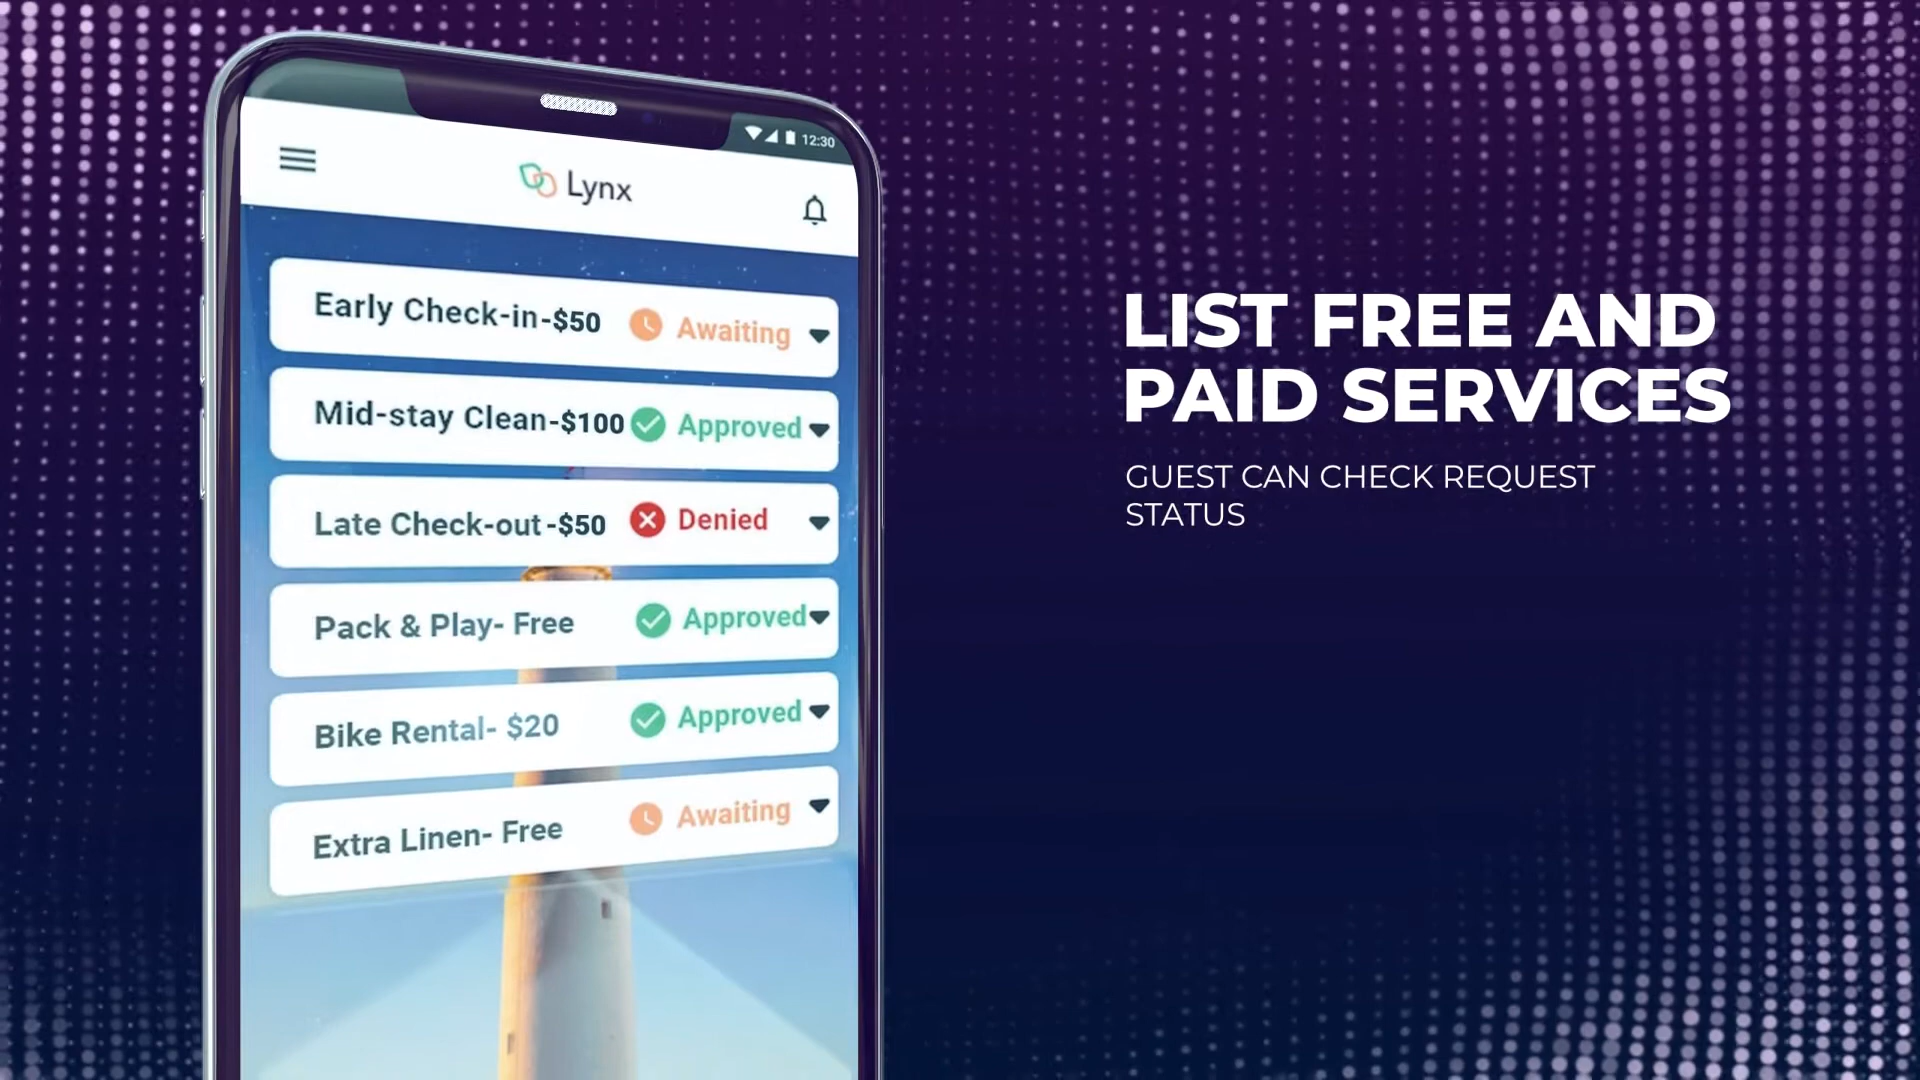 12:30
Lynx
Early Check-in-$50 Awaiting
Mid-stay Clean-$100 Approved
Late Check-out-$50 Denied
Pack & Play- Free Approved
Bike Rental- $20 Approved
Extra Linen- Free Awaiting
LIST FREE AND
PAID SERVICES
GUEST CAN CHECK REQUEST
STATUS